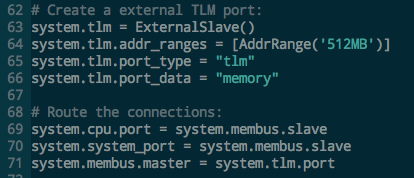 62 # Create a external TLM port:
63 system.tlm = ExternalSlave()
64 system.tlm.addr_ranges = [AddrRange('512MB')]
65 system.tlm.port_type = "tlm"
66 system.tlm.port_data = "memory"
67
68 # Route the connections:
69 system.cpu.port = system.membus.slave
70 system.system_port = system.membus.slave
71 system.membus.master = system.tlm.port